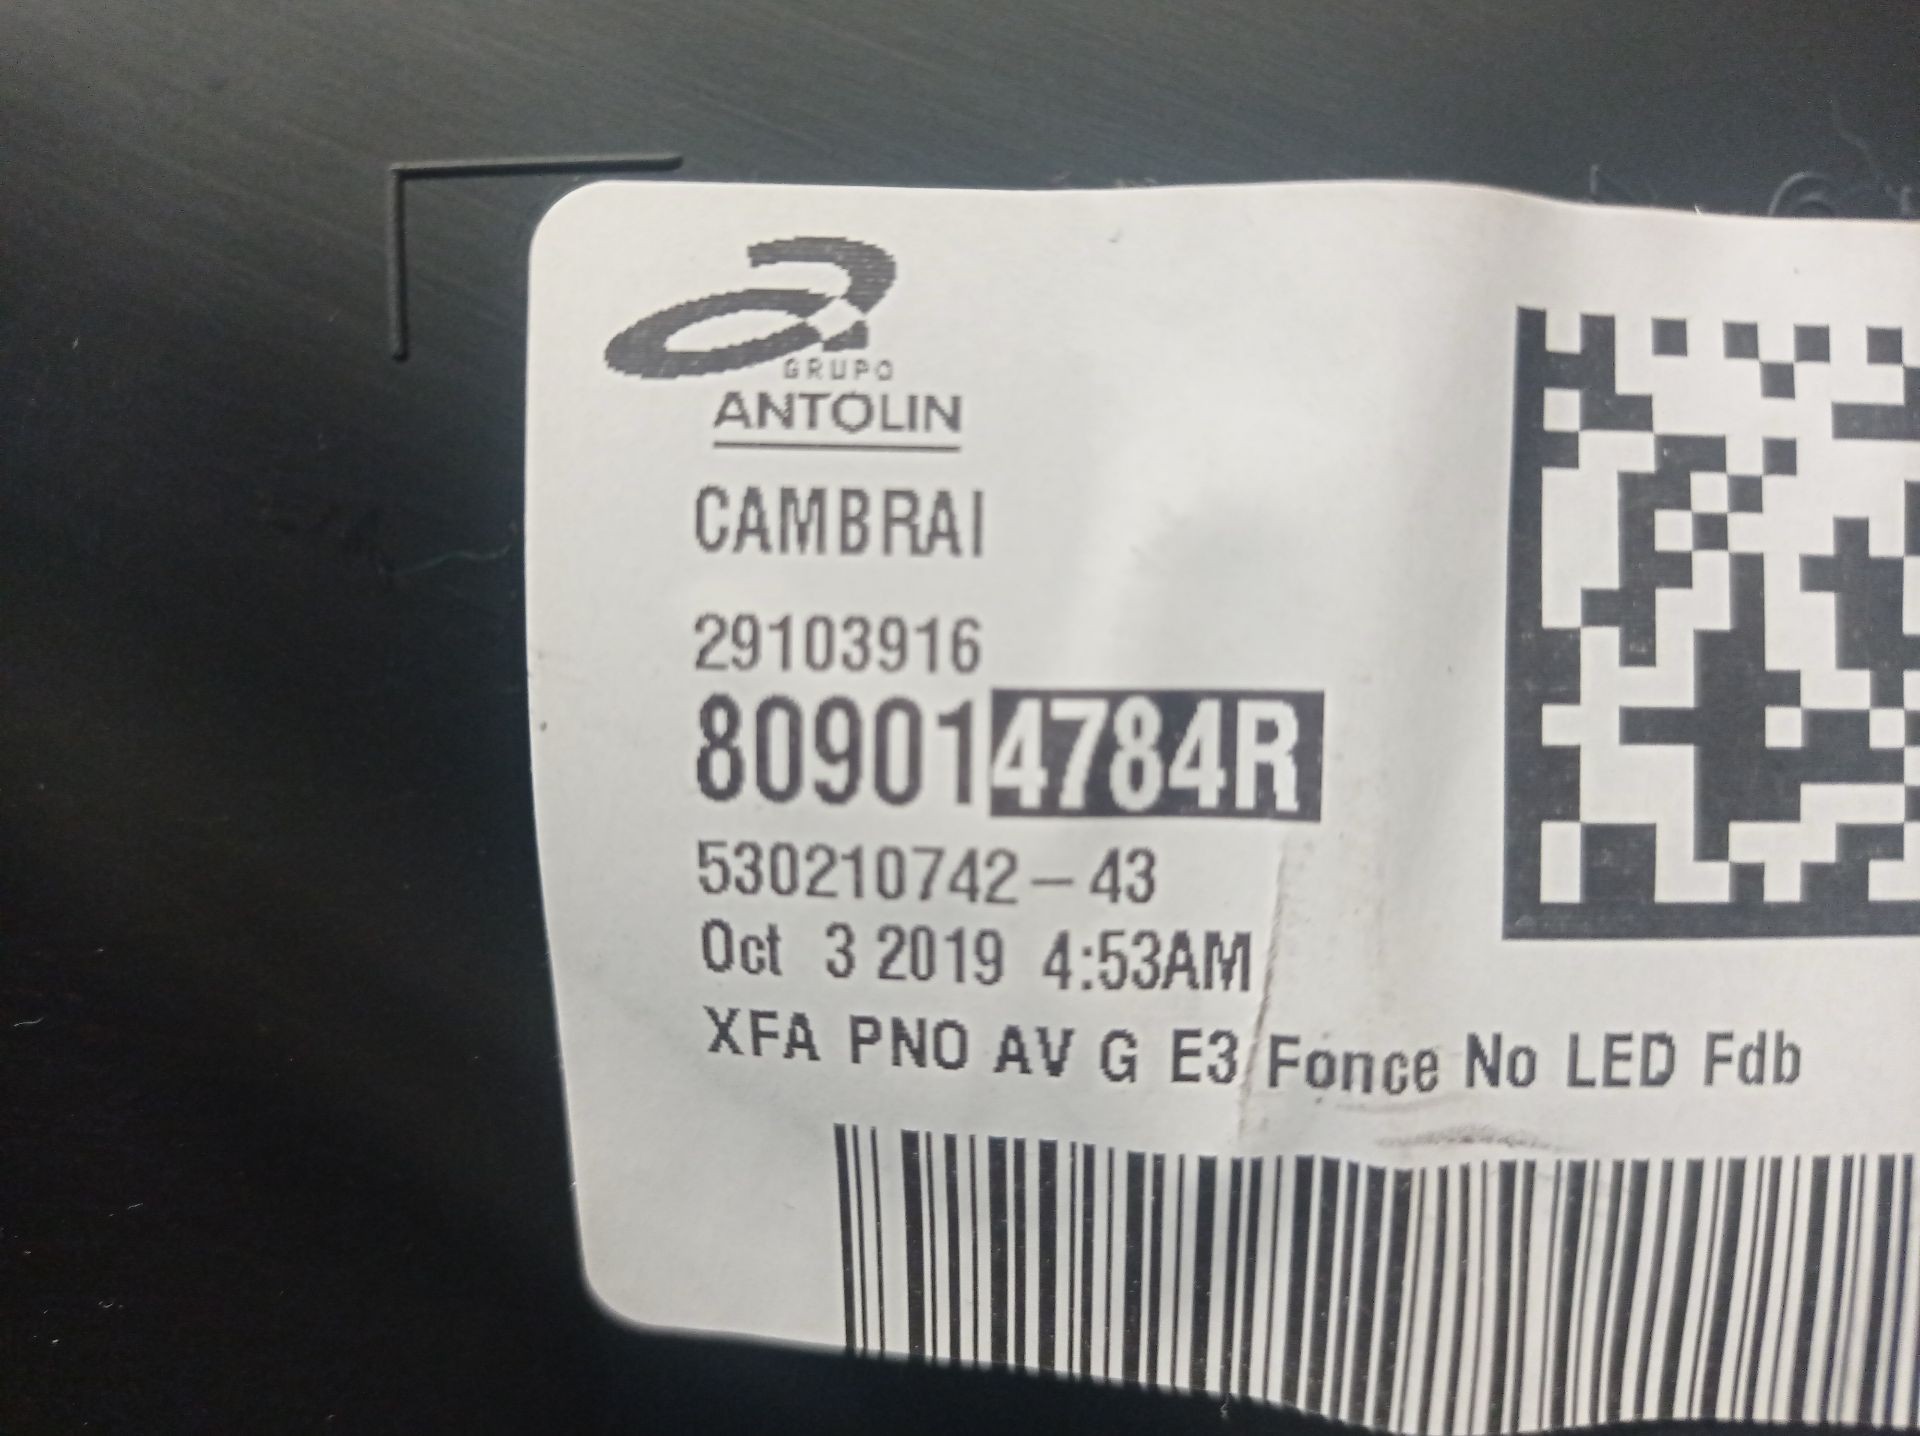 GRUPO
ANTOLIN
CAMBRAI
29103916
809014784R
530210742-43
Oct 3 2019 4:53AM
XFA PNO AV G E3 Fonce No LED Fdb